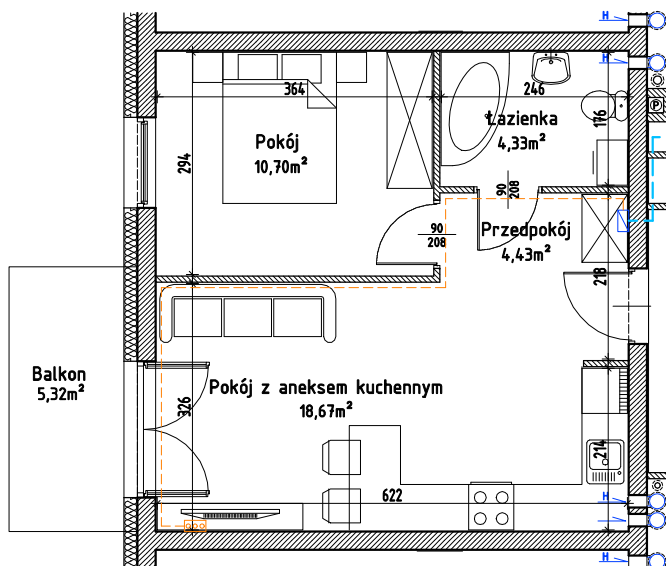 H
H
364
246
Łazienka
4,33m²
176
P
Pokój
10,70m²
294
90
208
90
208
Przedpokój
4,43m²
218
Balkon
5,32m²
Pokój z aneksem kuchennym
18,67m²
326
214
622
H
H
H